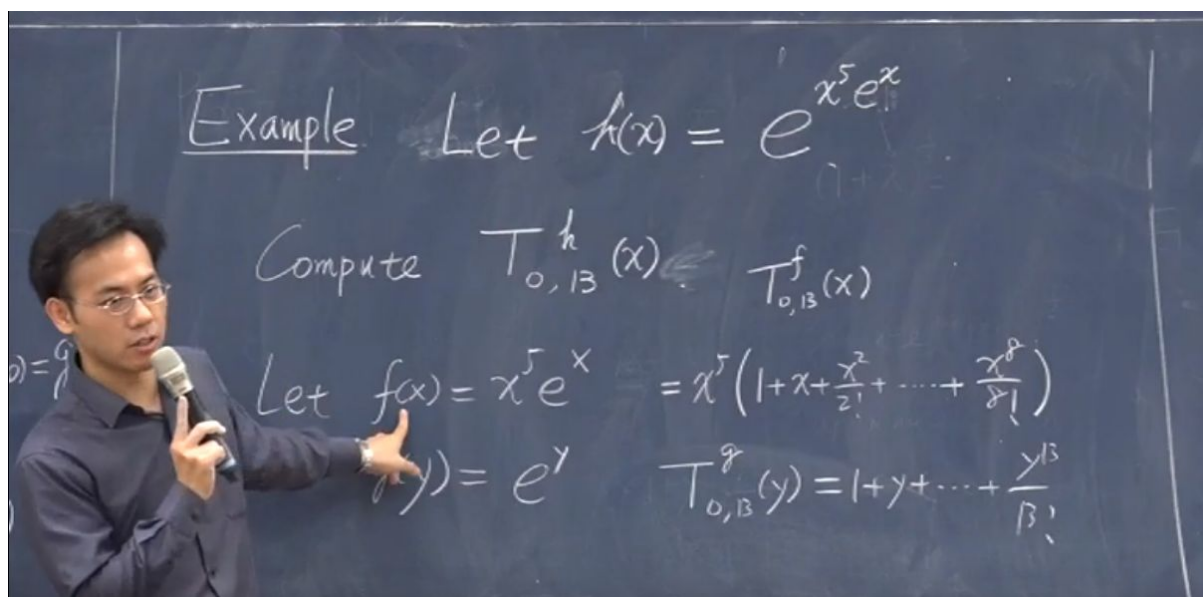 Example Let h(x) = e^{x^5 e^x}
Compute T^h_{0,13}(x) T^f_{0,13}(x)
Let f(x) = x^5 e^x = x^5(1+x+x^2/2!+·····+x^8/8!)
y) = e^y T^g_{0,13}(y) = 1+y+···+y^13/13!